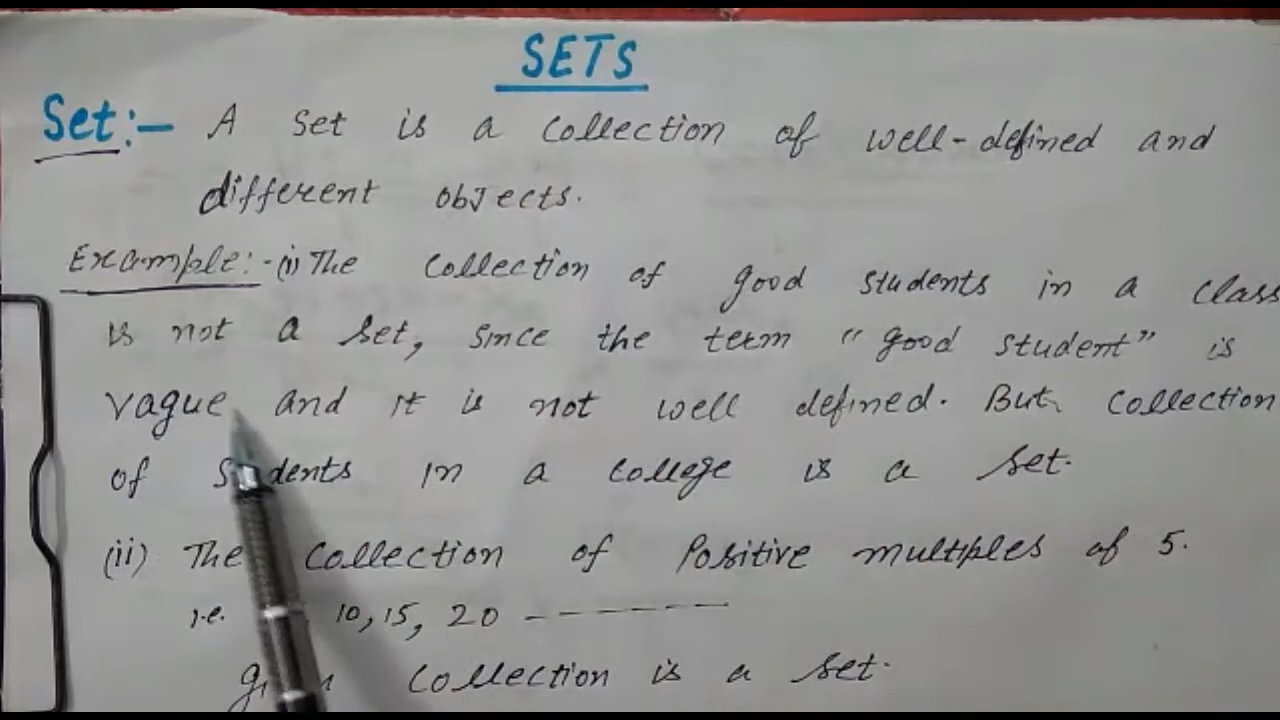 SETS
Set:- A set is a collection of well-defined and
different objects.
Example:- (i) The collection of good students in a class
is not a set, since the term "good student" is
vague and it is not well defined. But collection
of students in a college is a set.
(ii) The collection of Positive multiples of 5.
i.e. 10, 15, 20 - - - - - -
collection is a set.